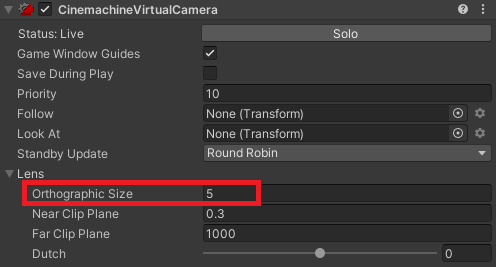 CinemachineVirtualCamera
Status: Live Solo
Game Window Guides
Save During Play
Priority 10
Follow None (Transform)
Look At None (Transform)
Standby Update Round Robin
Lens
Orthographic Size 5
Near Clip Plane 0.3
Far Clip Plane 1000
Dutch 0